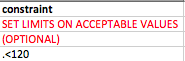 constraint
SET LIMITS ON ACCEPTABLE VALUES
(OPTIONAL)
.<120